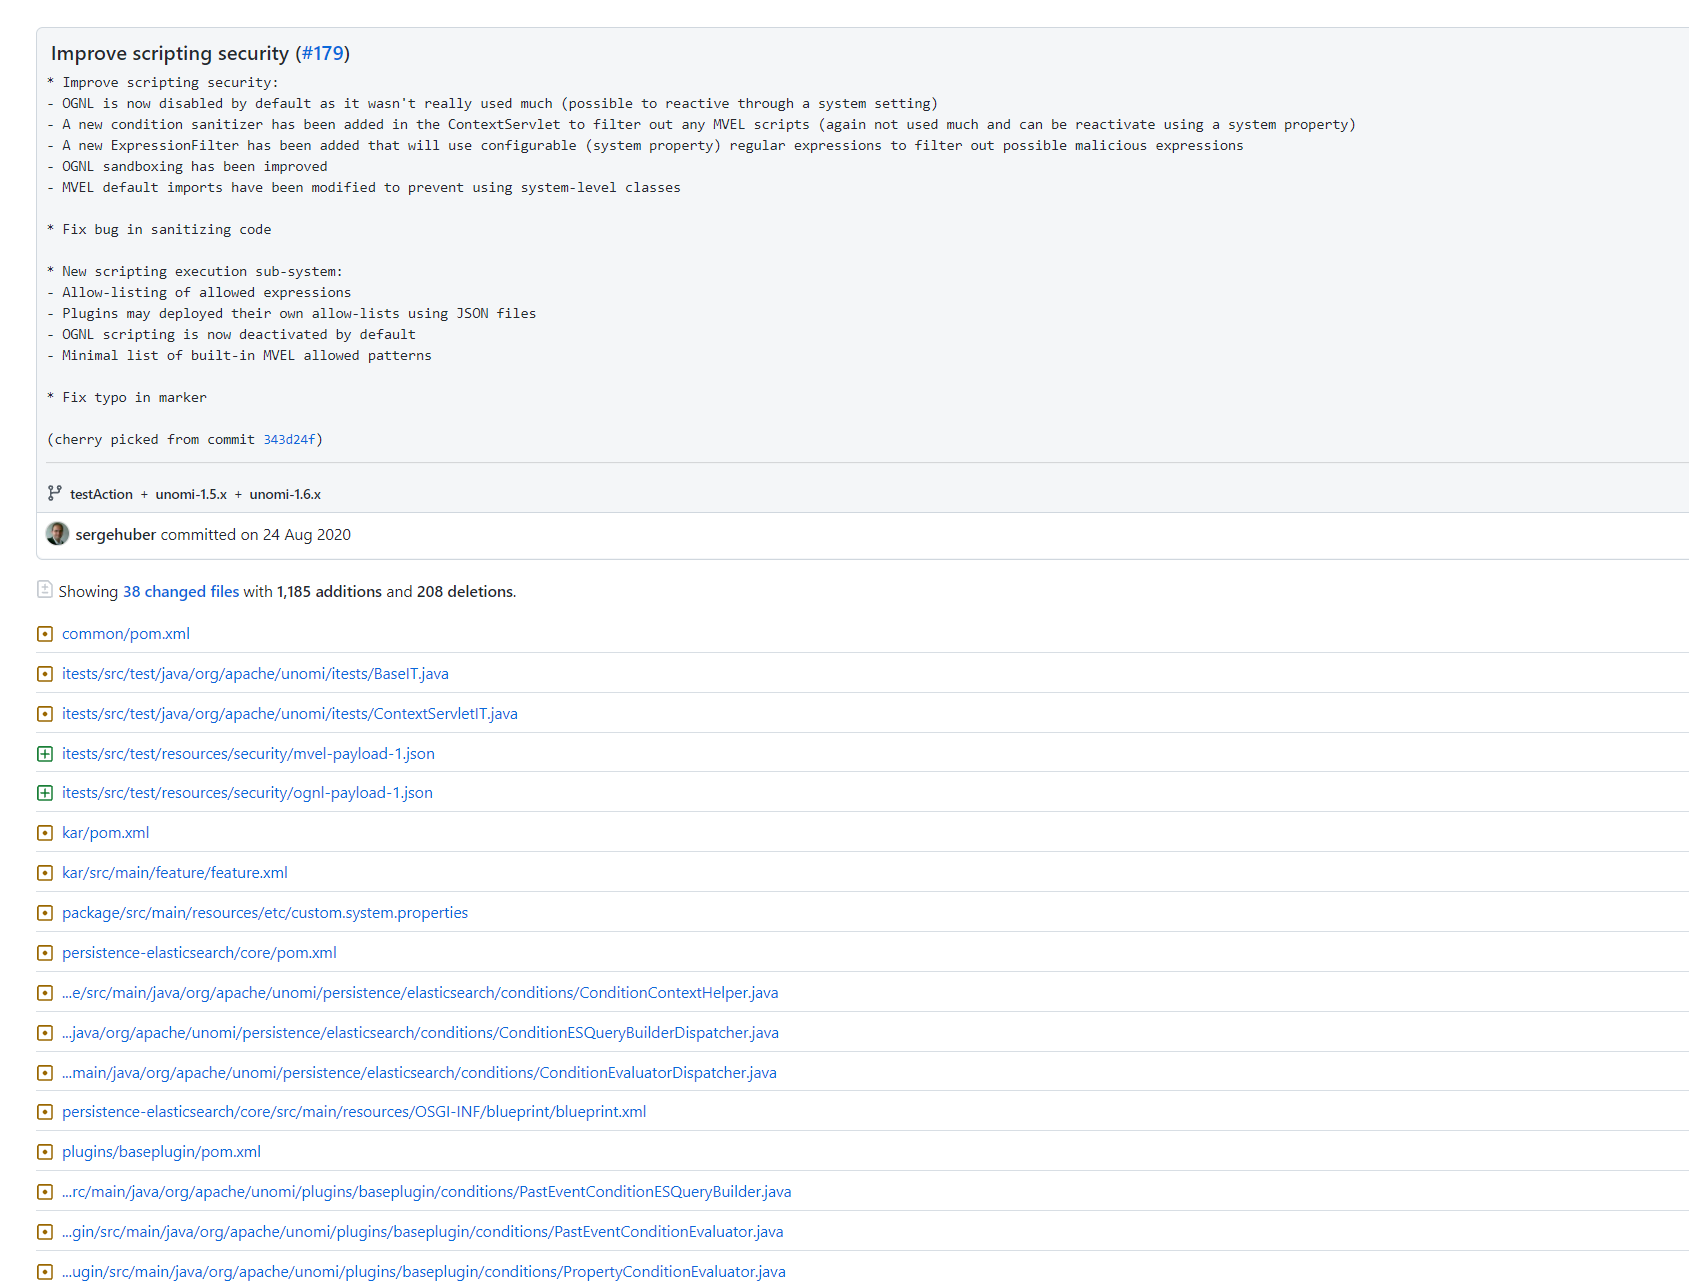 Improve scripting security (#179)
* Improve scripting security:
- OGNL is now disabled by default as it wasn't really used much (possible to reactive through a system setting)
- A new condition sanitizer has been added in the ContextServlet to filter out any MVEL scripts (again not used much and can be reactivate using a system property)
- A new ExpressionFilter has been added that will use configurable (system property) regular expressions to filter out possible malicious expressions
- OGNL sandboxing has been improved
- MVEL default imports have been modified to prevent using system-level classes
* Fix bug in sanitizing code
* New scripting execution sub-system:
- Allow-listing of allowed expressions
- Plugins may deployed their own allow-lists using JSON files
- OGNL scripting is now deactivated by default
- Minimal list of built-in MVEL allowed patterns
* Fix typo in marker
(cherry picked from commit 343d24f)
testAction + unomi-1.5.x + unomi-1.6.x
sergehuber committed on 24 Aug 2020
Showing 38 changed files with 1,185 additions and 208 deletions.
common/pom.xml
itests/src/test/java/org/apache/unomi/itests/BaseIT.java
itests/src/test/java/org/apache/unomi/itests/ContextServletIT.java
itests/src/test/resources/security/mvel-payload-1.json
itests/src/test/resources/security/ognl-payload-1.json
kar/pom.xml
kar/src/main/feature/feature.xml
package/src/main/resources/etc/custom.system.properties
persistence-elasticsearch/core/pom.xml
...e/src/main/java/org/apache/unomi/persistence/elasticsearch/conditions/ConditionContextHelper.java
...java/org/apache/unomi/persistence/elasticsearch/conditions/ConditionESQueryBuilderDispatcher.java
...main/java/org/apache/unomi/persistence/elasticsearch/conditions/ConditionEvaluatorDispatcher.java
persistence-elasticsearch/core/src/main/resources/OSGI-INF/blueprint/blueprint.xml
plugins/baseplugin/pom.xml
...rc/main/java/org/apache/unomi/plugins/baseplugin/conditions/PastEventConditionESQueryBuilder.java
...gin/src/main/java/org/apache/unomi/plugins/baseplugin/conditions/PastEventConditionEvaluator.java
...ugin/src/main/java/org/apache/unomi/plugins/baseplugin/conditions/PropertyConditionEvaluator.java